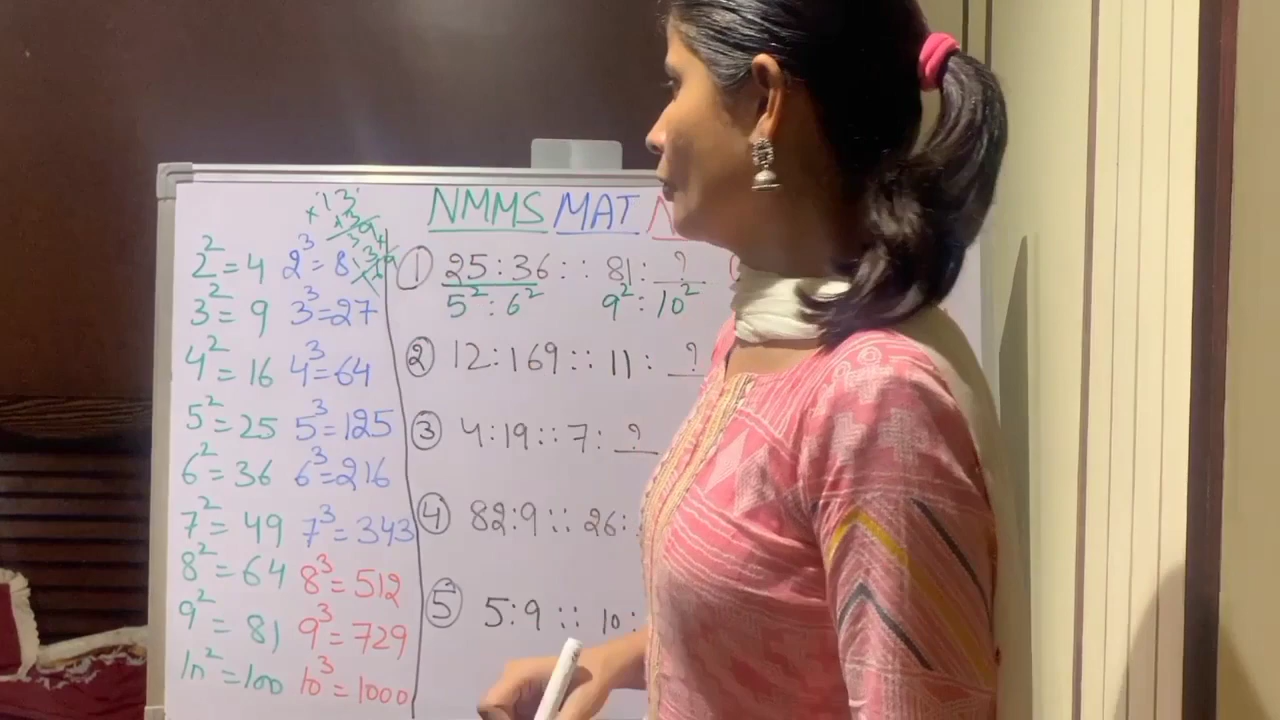 NMMS MAT
2² = 4
3² = 9
4² = 16
5² = 25
6² = 36
7² = 49
8² = 64
9² = 81
10² = 100
× 13
2³ = 8
3³ = 27
4³ = 64
5³ = 125
6³ = 216
7³ = 343
8³ = 512
9³ = 729
10³ = 1000
① 25 : 36 :: 81 : ?
5² : 6² 9² : 10²
② 12 : 169 :: 11 : ?
③ 4 : 19 :: 7 : ?
④ 82 : 9 :: 26 :
⑤ 5 : 9 :: 10 :